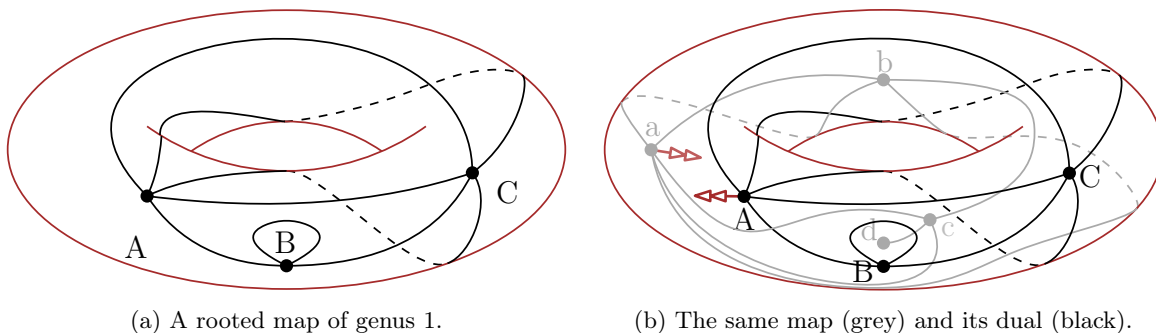 b
a
C
C
A
A
B
c
d
B
(a) A rooted map of genus 1.
(b) The same map (grey) and its dual (black).